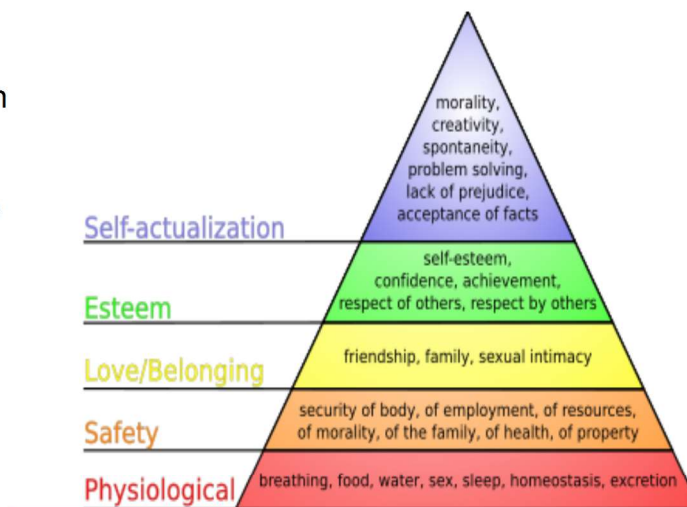 n
morality,
creativity,
spontaneity,
problem solving,
lack of prejudice,
acceptance of facts
Self-actualization
self-esteem,
confidence, achievement,
respect of others, respect by others
Esteem
friendship, family, sexual intimacy
Love/Belonging
security of body, of employment, of resources,
of morality, of the family, of health, of property
Safety
breathing, food, water, sex, sleep, homeostasis, excretion
Physiological